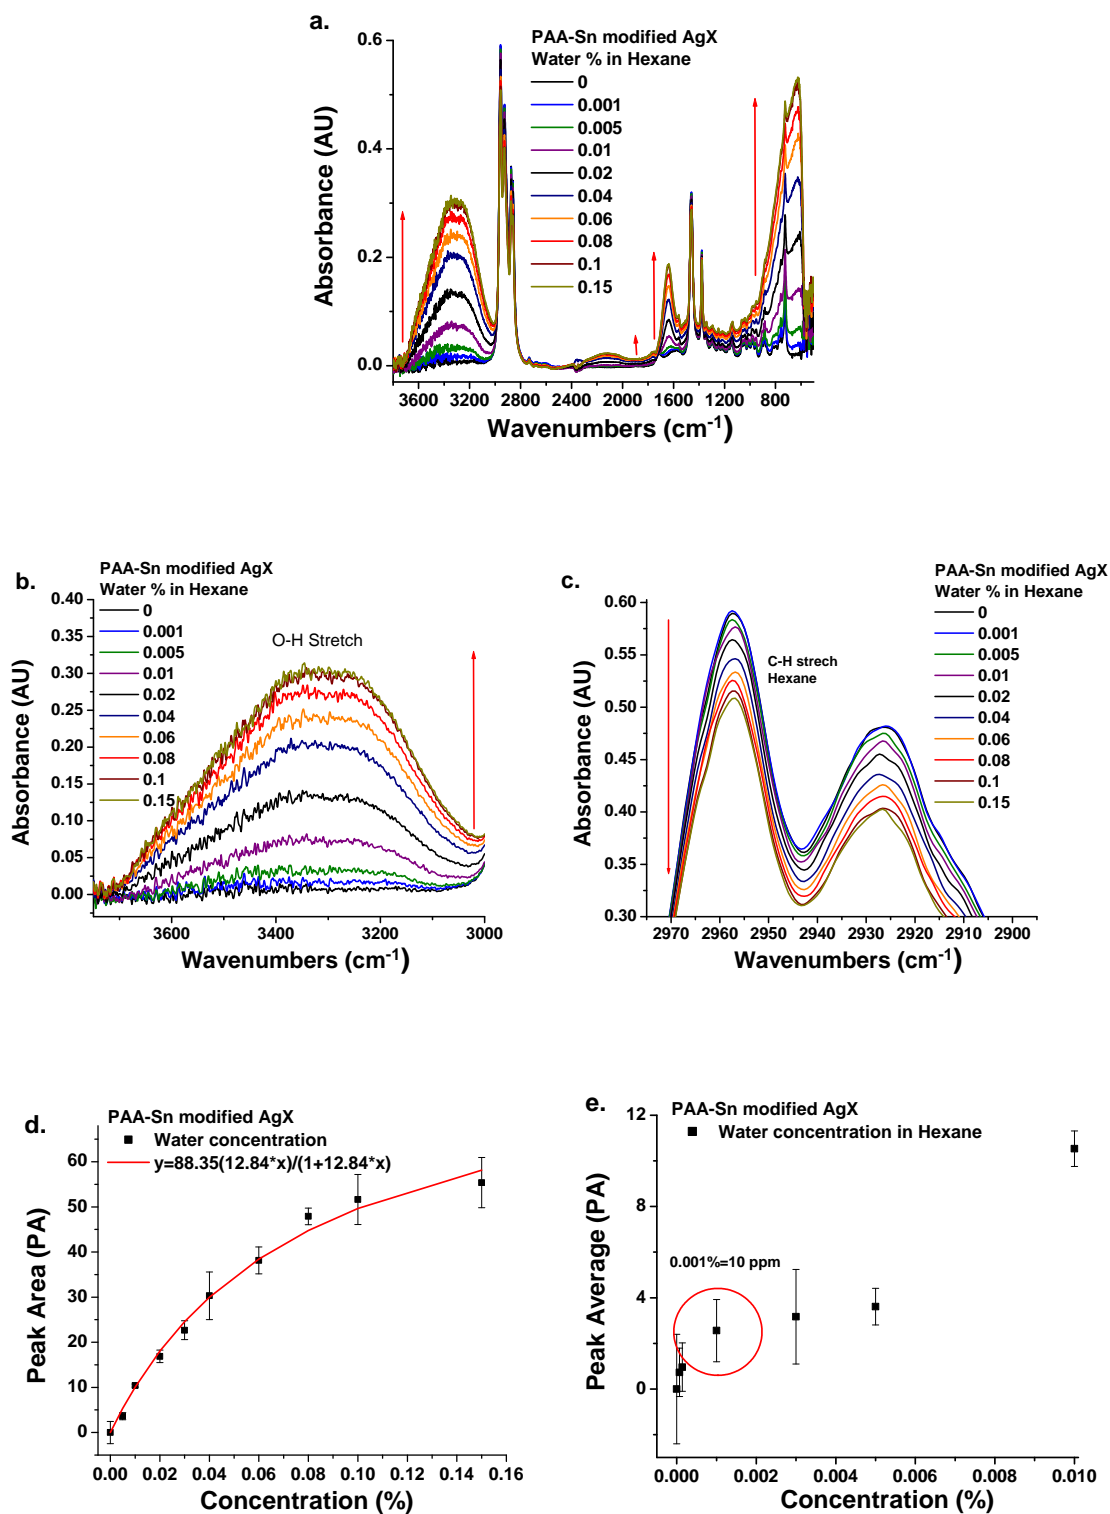 a.
PAA-Sn modified AgX
Water % in Hexane
0
0.001
0.005
0.01
0.02
0.04
0.06
0.08
0.1
0.15
0.6
0.4
0.2
0.0
Absorbance (AU)
3600 3200 2800 2400 2000 1600 1200 800
Wavenumbers (cm-1)
b.
PAA-Sn modified AgX
Water % in Hexane
0
0.001
0.005
0.01
0.02
0.04
0.06
0.08
0.1
0.15
O-H Stretch
0.40
0.35
0.30
0.25
0.20
0.15
0.10
0.05
0.00
Absorbance (AU)
3600 3400 3200 3000
Wavenumbers (cm-1)
c.
PAA-Sn modified AgX
Water % in Hexane
0
0.001
0.005
0.01
0.02
0.04
0.06
0.08
0.1
0.15
C-H strech
Hexane
0.60
0.55
0.50
0.45
0.40
0.35
0.30
Absorbance (AU)
2970 2960 2950 2940 2930 2920 2910 2900
Wavenumbers (cm-1)
d.
PAA-Sn modified AgX
Water concentration
y=88.35(12.84*x)/(1+12.84*x)
60
50
40
30
20
10
0
Peak Area (PA)
0.00 0.02 0.04 0.06 0.08 0.10 0.12 0.14 0.16
Concentration (%)
e.
PAA-Sn modified AgX
Water concentration in Hexane
0.001%=10 ppm
12
8
4
0
Peak Average (PA)
0.000 0.002 0.004 0.006 0.008 0.010
Concentration (%)